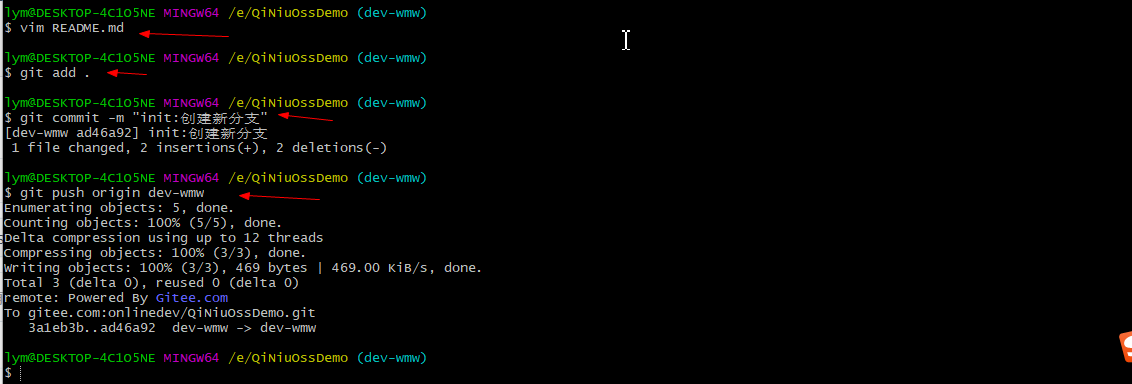 lym@DESKTOP-4C1O5NE MINGW64 /e/QiNiuOssDemo (dev-wmw)
$ vim README.md
lym@DESKTOP-4C1O5NE MINGW64 /e/QiNiuOssDemo (dev-wmw)
$ git add .
lym@DESKTOP-4C1O5NE MINGW64 /e/QiNiuOssDemo (dev-wmw)
$ git commit -m "init:创建新分支"
[dev-wmw ad46a92] init:创建新分支
1 file changed, 2 insertions(+), 2 deletions(-)
lym@DESKTOP-4C1O5NE MINGW64 /e/QiNiuOssDemo (dev-wmw)
$ git push origin dev-wmw
Enumerating objects: 5, done.
Counting objects: 100% (5/5), done.
Delta compression using up to 12 threads
Compressing objects: 100% (3/3), done.
Writing objects: 100% (3/3), 469 bytes | 469.00 KiB/s, done.
Total 3 (delta 0), reused 0 (delta 0)
remote: Powered By Gitee.com
To gitee.com:onlinedev/QiNiuOssDemo.git
3a1eb3b..ad46a92  dev-wmw -> dev-wmw
lym@DESKTOP-4C1O5NE MINGW64 /e/QiNiuOssDemo (dev-wmw)
$